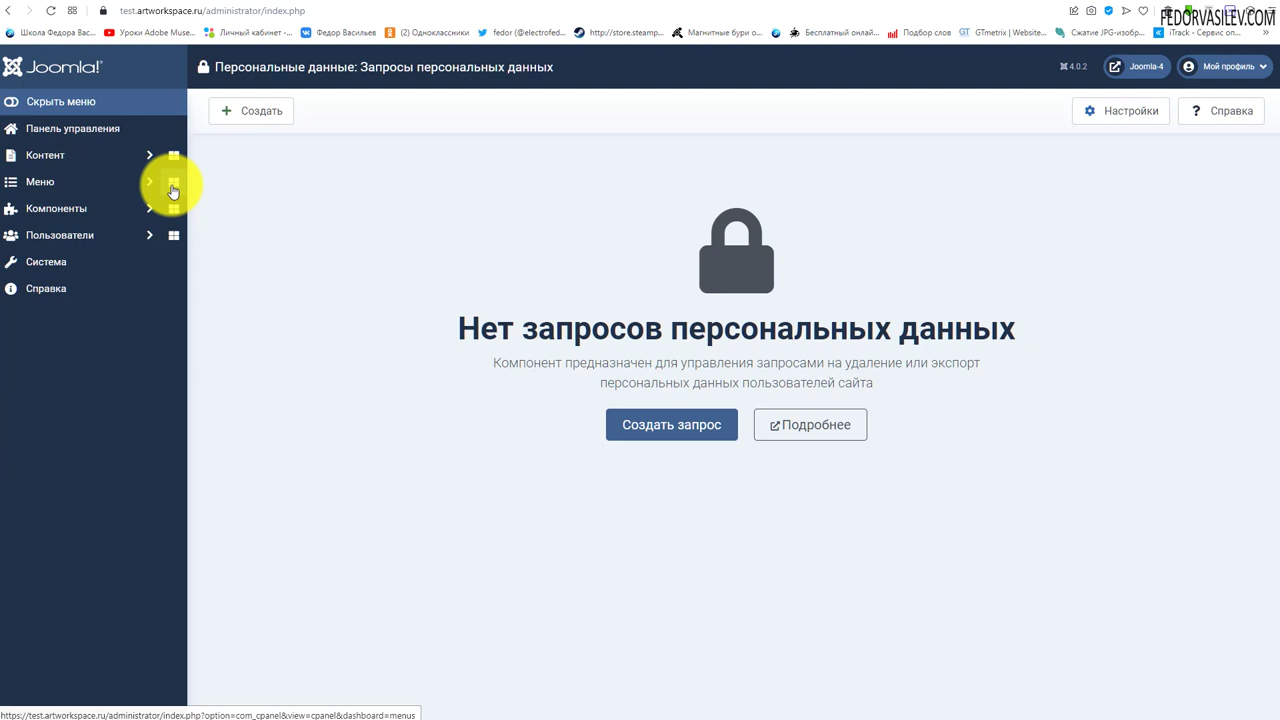 test.artworkspace.ru/administrator/index.php
FEDORVASILEV.COM
Школа Федора Вас...
Уроки Adobe Muse...
Личный кабинет -...
Федор Васильев
(2) Одноклассники
fedor (@electrofed...
http://store.steamp...
Магнитные бури о...
Бесплатный онлай...
Подбор слов
GTmetrix | Website...
Сжатие JPG-изобр...
iTrack - Сервис оп...
»
Joomla!
Персональные данные: Запросы персональных данных
4.0.2
Joomla-4
Мой профиль
Скрыть меню
Создать
Настройки
? Справка
Панель управления
Контент
Меню
Компоненты
Пользователи
Система
Справка
Нет запросов персональных данных
Компонент предназначен для управления запросами на удаление или экспорт
персональных данных пользователей сайта
Создать запрос
Подробнее
https://test.artworkspace.ru/administrator/index.php?option=com_cpanel&view=cpanel&dashboard=menus